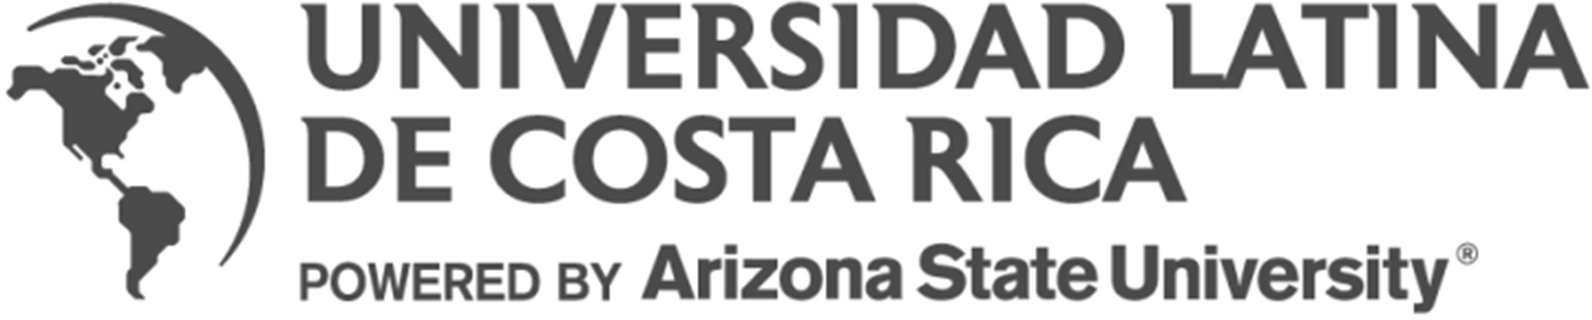 UNIVERSIDAD LATINA
DE COSTA RICA
POWERED BY Arizona State University®